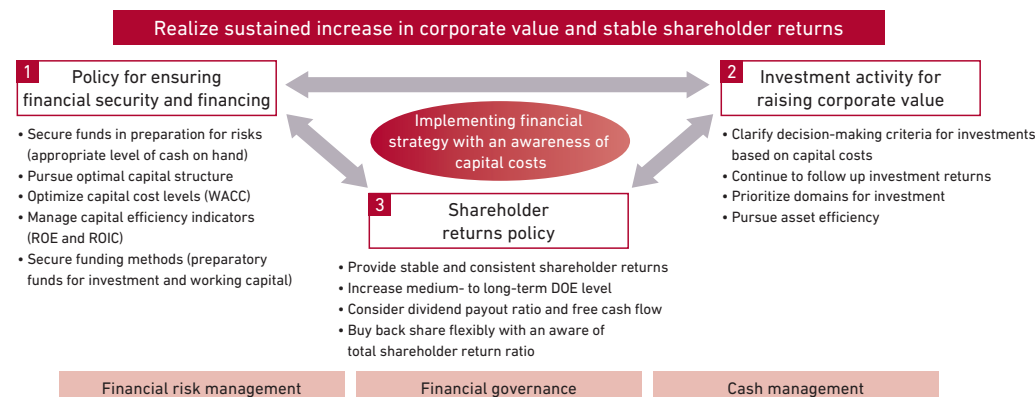 Realize sustained increase in corporate value and stable shareholder returns
1
Policy for ensuring
financial security and financing
• Secure funds in preparation for risks
(appropriate level of cash on hand)
• Pursue optimal capital structure
• Optimize capital cost levels (WACC)
• Manage capital efficiency indicators
(ROE and ROIC)
• Secure funding methods (preparatory
funds for investment and working capital)
Implementing financial
strategy with an awareness of
capital costs
2
Investment activity for
raising corporate value
• Clarify decision-making criteria for investments
based on capital costs
• Continue to follow up investment returns
• Prioritize domains for investment
• Pursue asset efficiency
3
Shareholder
returns policy
• Provide stable and consistent shareholder returns
• Increase medium- to long-term DOE level
• Consider dividend payout ratio and free cash flow
• Buy back share flexibly with an aware of
total shareholder return ratio
Financial risk management
Financial governance
Cash management